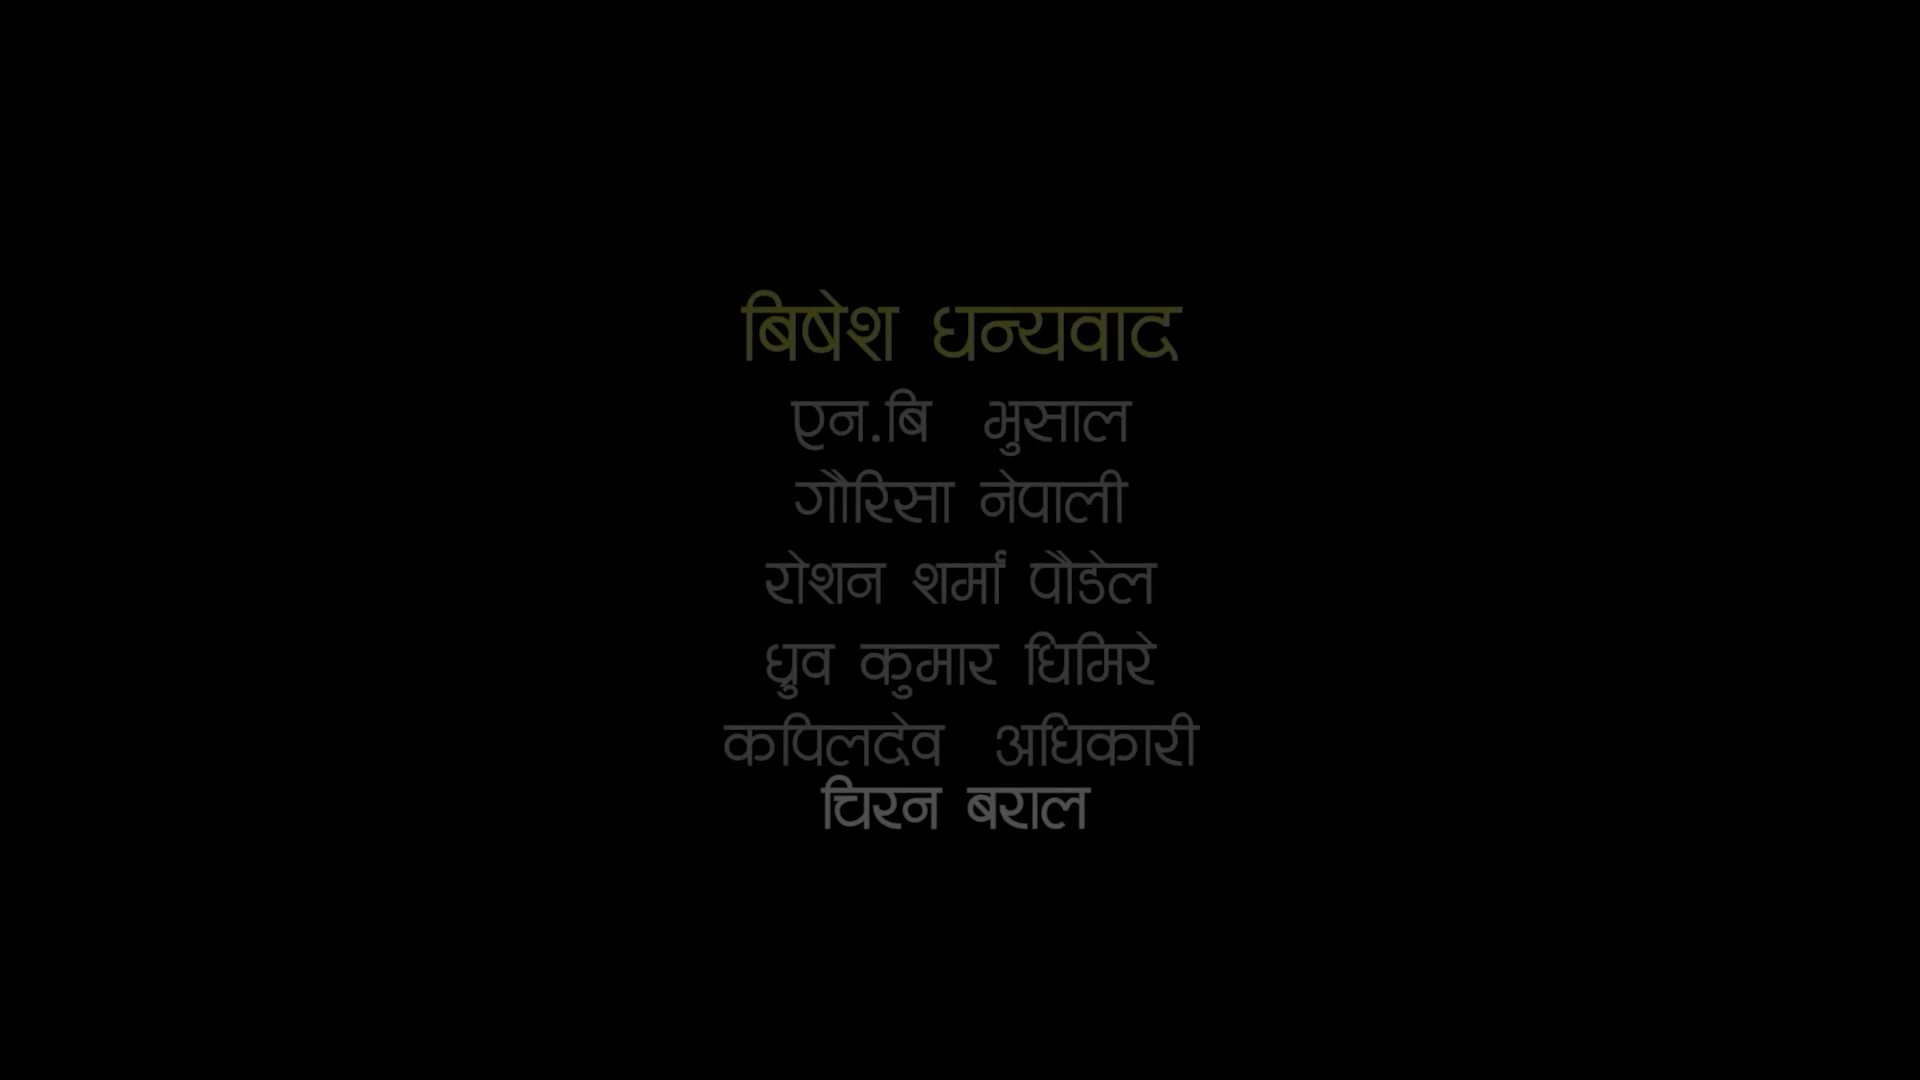 बिषेश धन्यवाद
एन.बि भुसाल
गौरिसा नेपाली
रोशन शर्मा पौडेल
ध्रुव कुमार घिमिरे
कपिलदेव अधिकारी
चिरन बराल